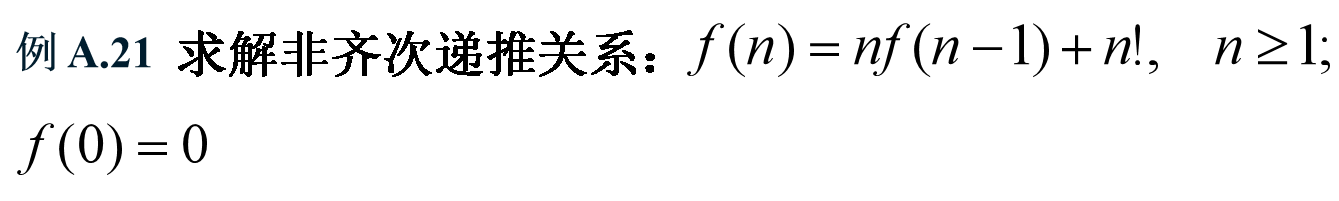 例 A.21 求解非齐次递推关系：f(n) = nf(n−1) + n!, n ≥ 1;
f(0) = 0